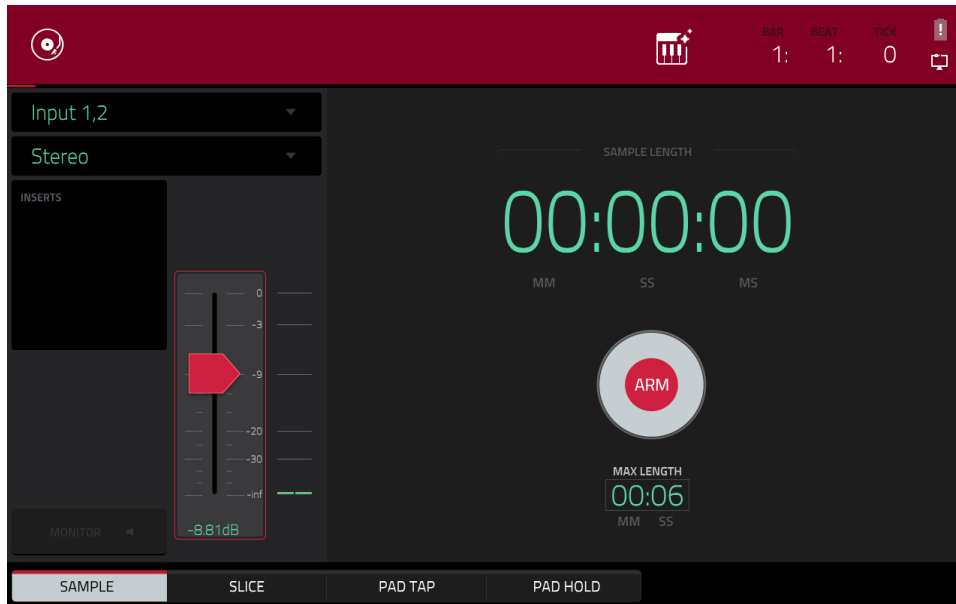 BAR BEAT TICK
1: 1: 0
Input 1,2
Stereo
SAMPLE LENGTH
INSERTS
00:00:00
MM SS MS
0
-3
-9
ARM
-20
-30
-inf
MAX LENGTH
00:06
MM SS
MONITOR
-8.81dB
SAMPLE SLICE PAD TAP PAD HOLD